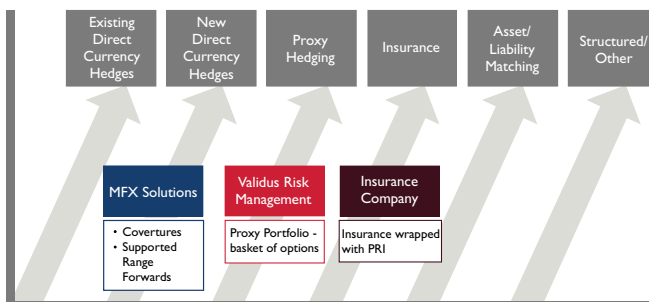 Existing
Direct
Currency
Hedges
New
Direct
Currency
Hedges
Proxy
Hedging
Insurance
Asset/
Liability
Matching
Structured/
Other
MFX Solutions
• Covertures
• Supported
Range
Forwards
Validus Risk
Management
Proxy Portfolio -
basket of options
Insurance
Company
Insurance wrapped
with PRI